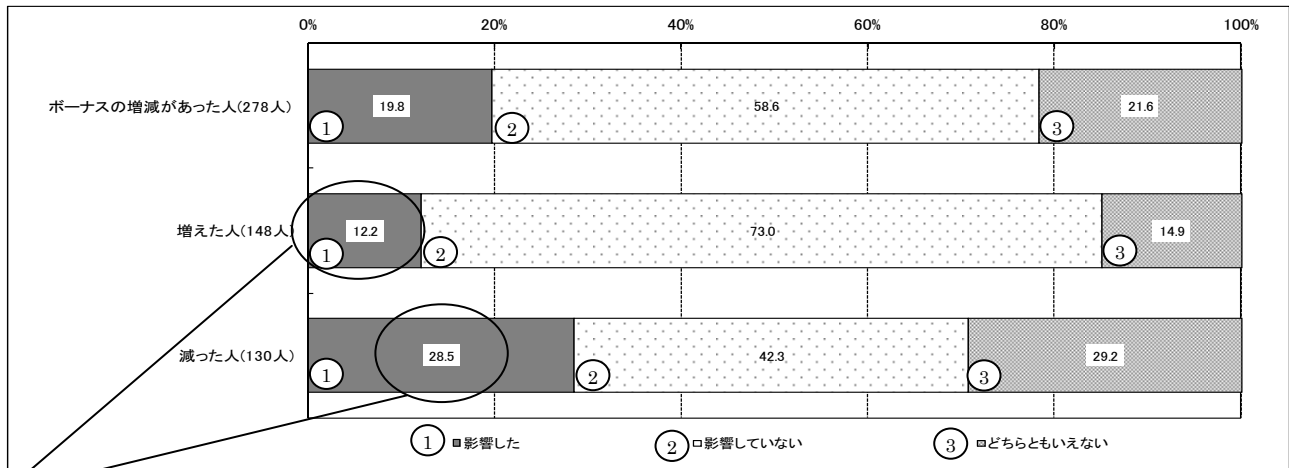 0% 20% 40% 60% 80% 100%
ボーナスの増減があった人(278人) 19.8 58.6 21.6
1 2 3
増えた人(148人) 12.2 73.0 14.9
1 2 3
減った人(130人) 28.5 42.3 29.2
1 2 3
1 影響した 2 影響していない 3 どちらともいえない